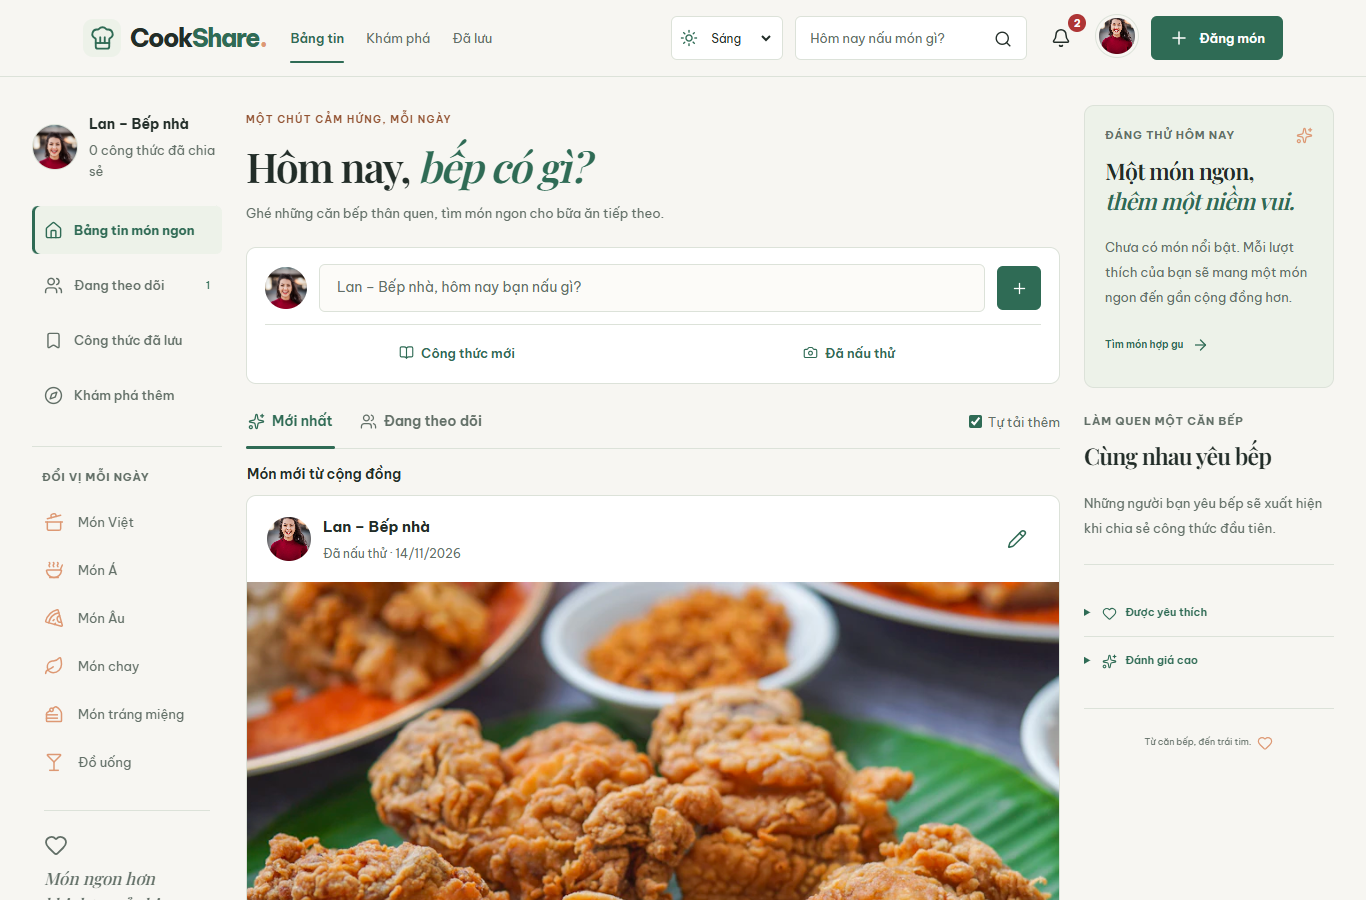 CookShare.
Bảng tin
Khám phá
Đã lưu
Sáng
Hôm nay nấu món gì?
2
Đăng món
Lan – Bếp nhà
0 công thức đã chia
sẻ
Bảng tin món ngon
Đang theo dõi
1
Công thức đã lưu
Khám phá thêm
ĐỔI VỊ MỖI NGÀY
Món Việt
Món Á
Món Âu
Món chay
Món tráng miệng
Đồ uống
Món ngon hơn
MỘT CHÚT CẢM HỨNG, MỖI NGÀY
Hôm nay, bếp có gì?
Ghé những căn bếp thân quen, tìm món ngon cho bữa ăn tiếp theo.
Lan – Bếp nhà, hôm nay bạn nấu gì?
Công thức mới
Đã nấu thử
Mới nhất
Đang theo dõi
Tự tải thêm
Món mới từ cộng đồng
Lan – Bếp nhà
Đã nấu thử · 14/11/2026
ĐÁNG THỬ HÔM NAY
Một món ngon,
thêm một niềm vui.
Chưa có món nổi bật. Mỗi lượt
thích của bạn sẽ mang một món
ngon đến gần cộng đồng hơn.
Tìm món hợp gu
LÀM QUEN MỘT CĂN BẾP
Cùng nhau yêu bếp
Những người bạn yêu bếp sẽ xuất hiện
khi chia sẻ công thức đầu tiên.
Được yêu thích
Đánh giá cao
Từ căn bếp, đến trái tim.